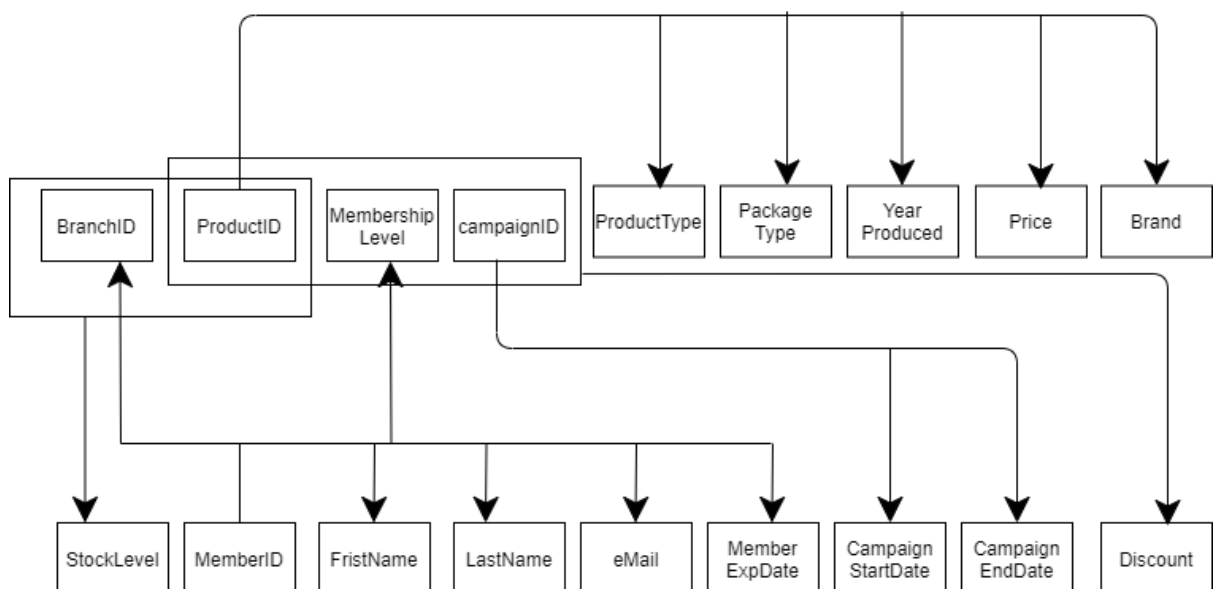 BranchID
ProductID
Membership
Level
campaignID
ProductType
Package
Type
Year
Produced
Price
Brand
StockLevel
MemberID
FristName
LastName
eMail
Member
ExpDate
Campaign
StartDate
Campaign
EndDate
Discount